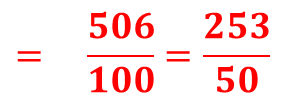 = 506/100 = 253/50